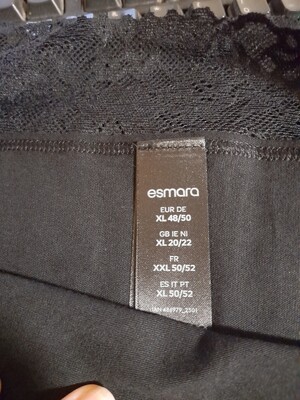 esmara
EUR DE
XL 48/50
GB IE NI
XL 20/22
FR
XXL 50/52
ES IT PT
XL 50/52